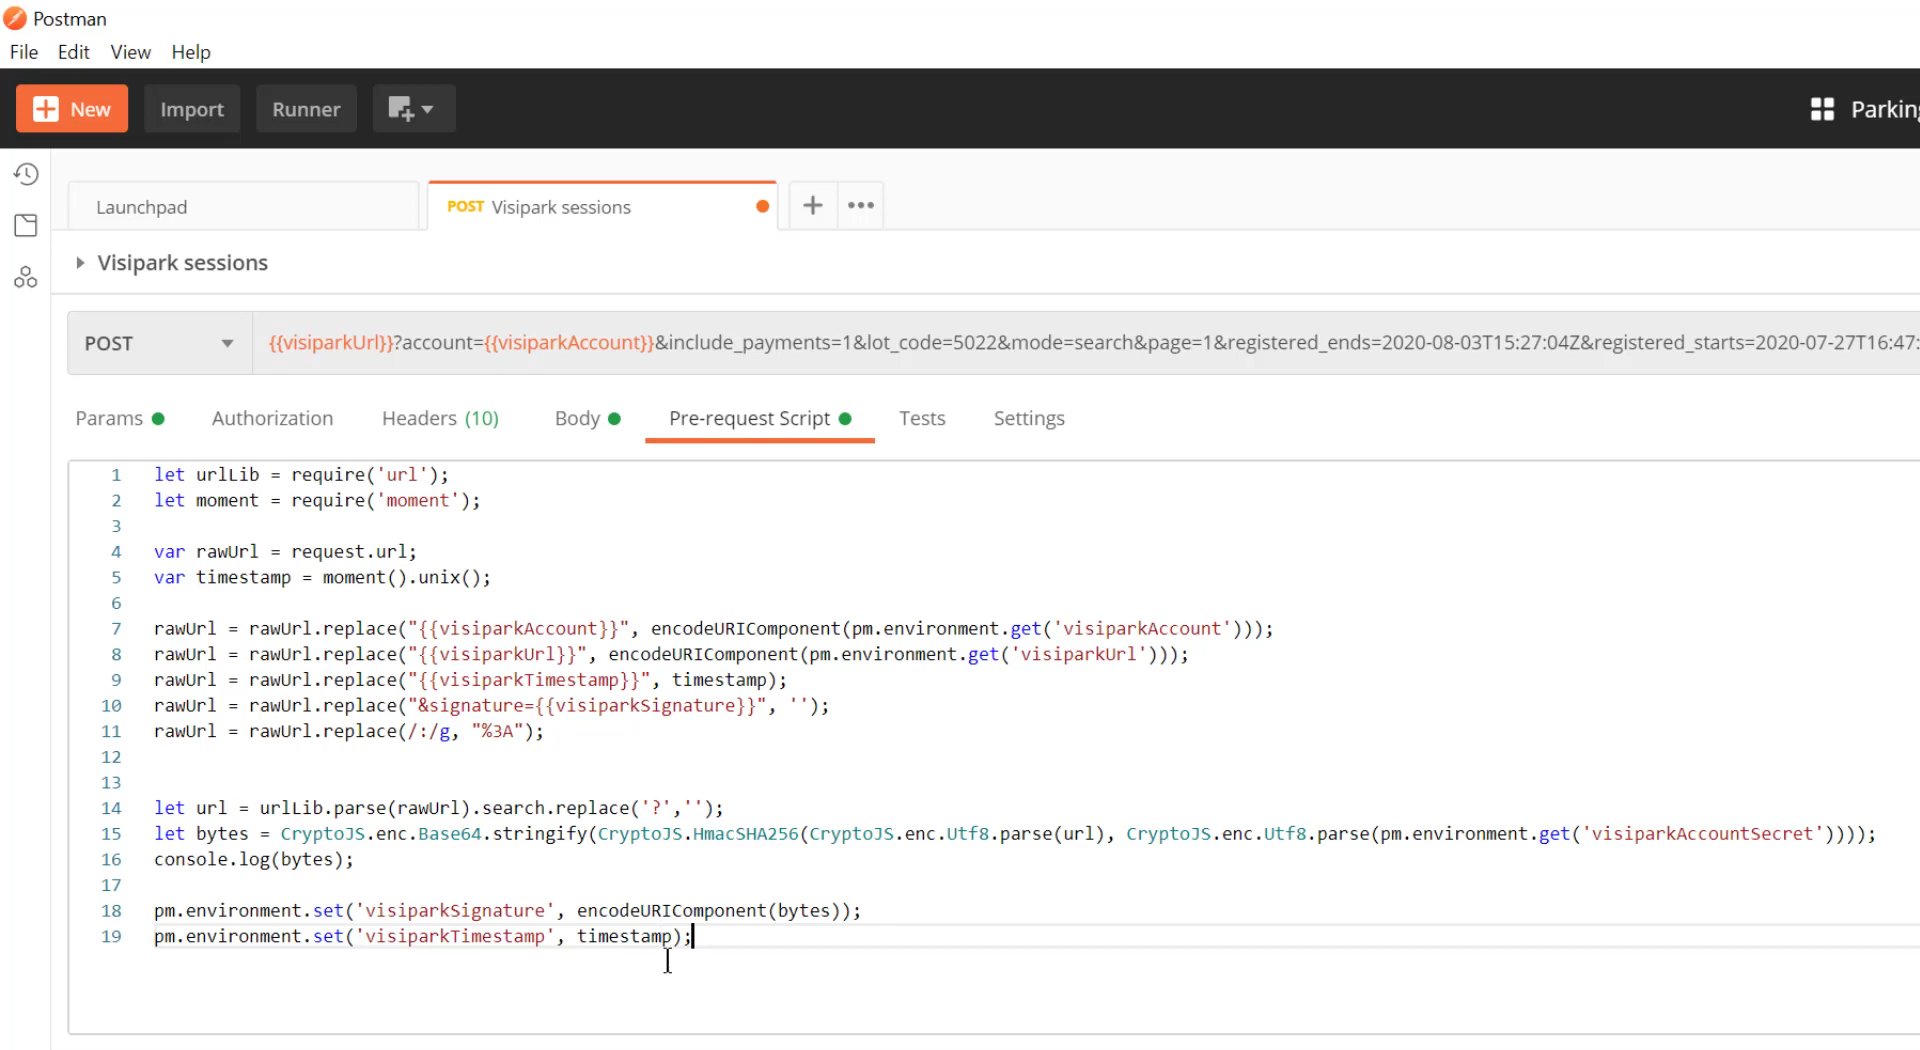 Postman
File Edit View Help
New Import Runner
Parking
Launchpad
POST Visipark sessions
Visipark sessions
POST {{visiparkUrl}}?account={{visiparkAccount}}&include_payments=1&lot_code=5022&mode=search&page=1&registered_ends=2020-08-03T15:27:04Z&registered_starts=2020-07-27T16:47:
Params Authorization Headers (10) Body Pre-request Script Tests Settings
1 let urlLib = require('url');
2 let moment = require('moment');
3
4 var rawUrl = request.url;
5 var timestamp = moment().unix();
6
7 rawUrl = rawUrl.replace("{{visiparkAccount}}", encodeURIComponent(pm.environment.get('visiparkAccount')));
8 rawUrl = rawUrl.replace("{{visiparkUrl}}", encodeURIComponent(pm.environment.get('visiparkUrl')));
9 rawUrl = rawUrl.replace("{{visiparkTimestamp}}", timestamp);
10 rawUrl = rawUrl.replace("&signature={{visiparkSignature}}", '');
11 rawUrl = rawUrl.replace(/:/g, "%3A");
12
13
14 let url = urlLib.parse(rawUrl).search.replace('?','');
15 let bytes = CryptoJS.enc.Base64.stringify(CryptoJS.HmacSHA256(CryptoJS.enc.Utf8.parse(url), CryptoJS.enc.Utf8.parse(pm.environment.get('visiparkAccountSecret'))));
16 console.log(bytes);
17
18 pm.environment.set('visiparkSignature', encodeURIComponent(bytes));
19 pm.environment.set('visiparkTimestamp', timestamp);